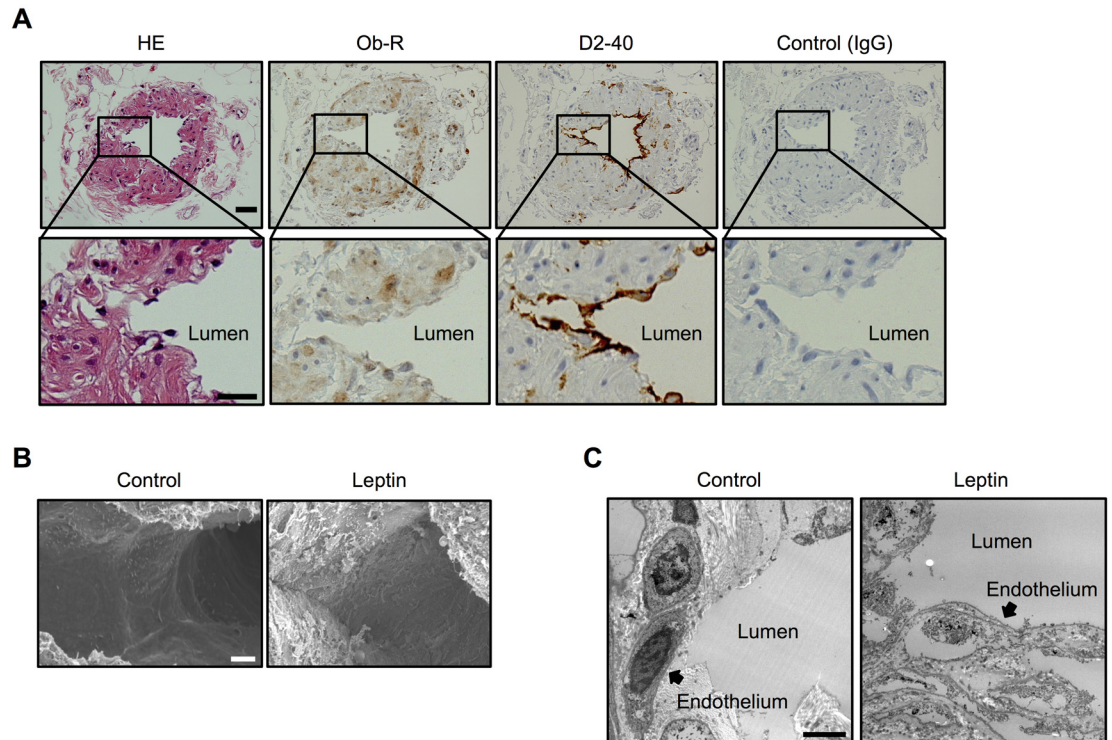 A
HE
Ob-R
D2-40
Control (IgG)
Lumen
Lumen
Lumen
Lumen
B
Control
Leptin
C
Control
Leptin
Lumen
Endothelium
Lumen
Endothelium